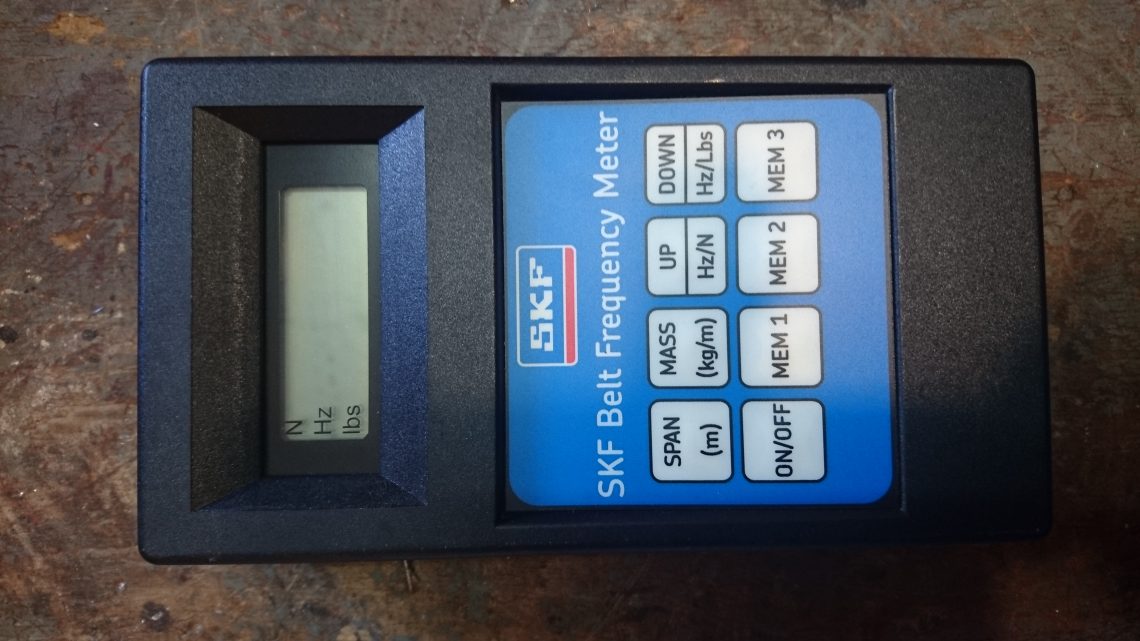 N
Hz
lbs
SKF
SKF Belt Frequency Meter
SPAN
(m)
MASS
(kg/m)
UP
Hz/N
DOWN
Hz/Lbs
ON/OFF
MEM 1
MEM 2
MEM 3